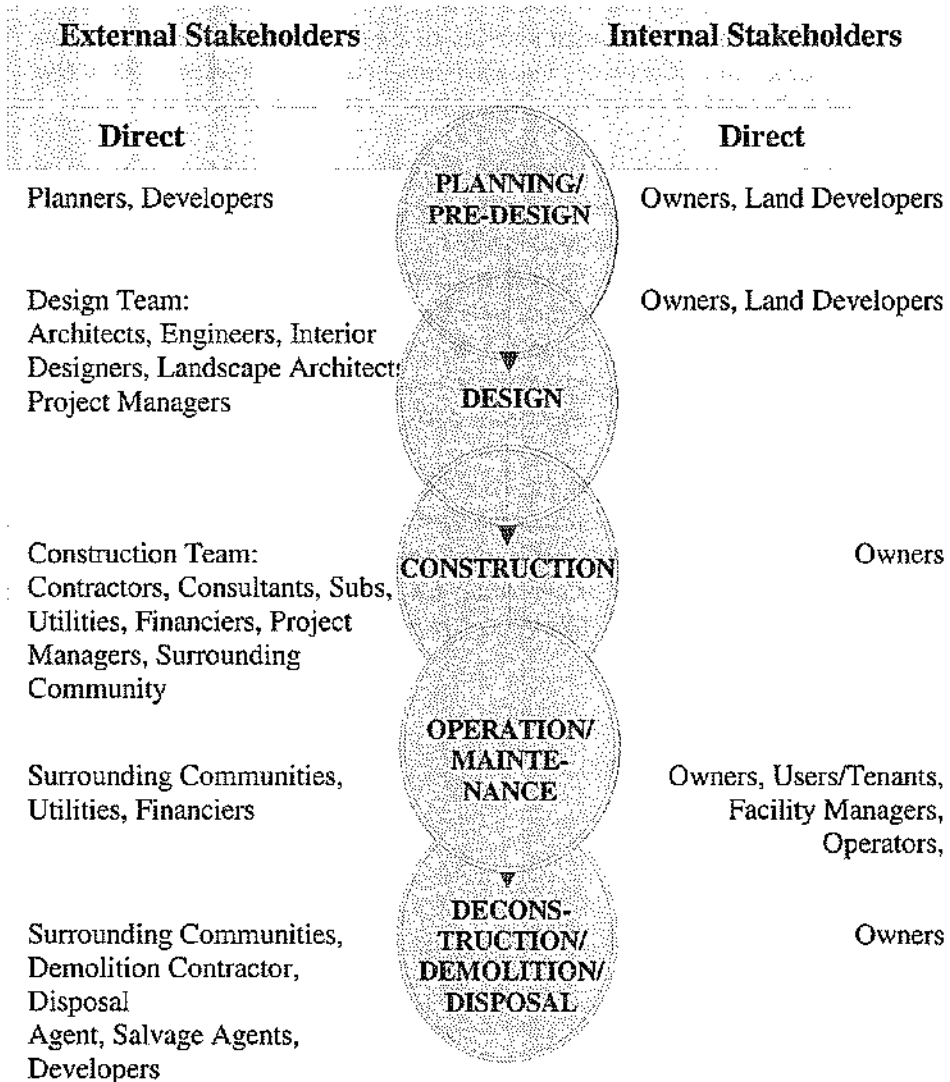 External Stakeholders
Internal Stakeholders
Direct
Direct
Planners, Developers
PLANNING/
PRE-DESIGN
Owners, Land Developers
Design Team:
Architects, Engineers, Interior
Designers, Landscape Architects
Project Managers
DESIGN
Owners, Land Developers
Construction Team:
Contractors, Consultants, Subs,
Utilities, Financiers, Project
Managers, Surrounding
Community
CONSTRUCTION
Owners
Surrounding Communities,
Utilities, Financiers
OPERATION/
MAINTE-
NANCE
Owners, Users/Tenants,
Facility Managers,
Operators,
Surrounding Communities,
Demolition Contractor,
Disposal
Agent, Salvage Agents,
Developers
DECONS-
TRUCTION/
DEMOLITION/
DISPOSAL
Owners